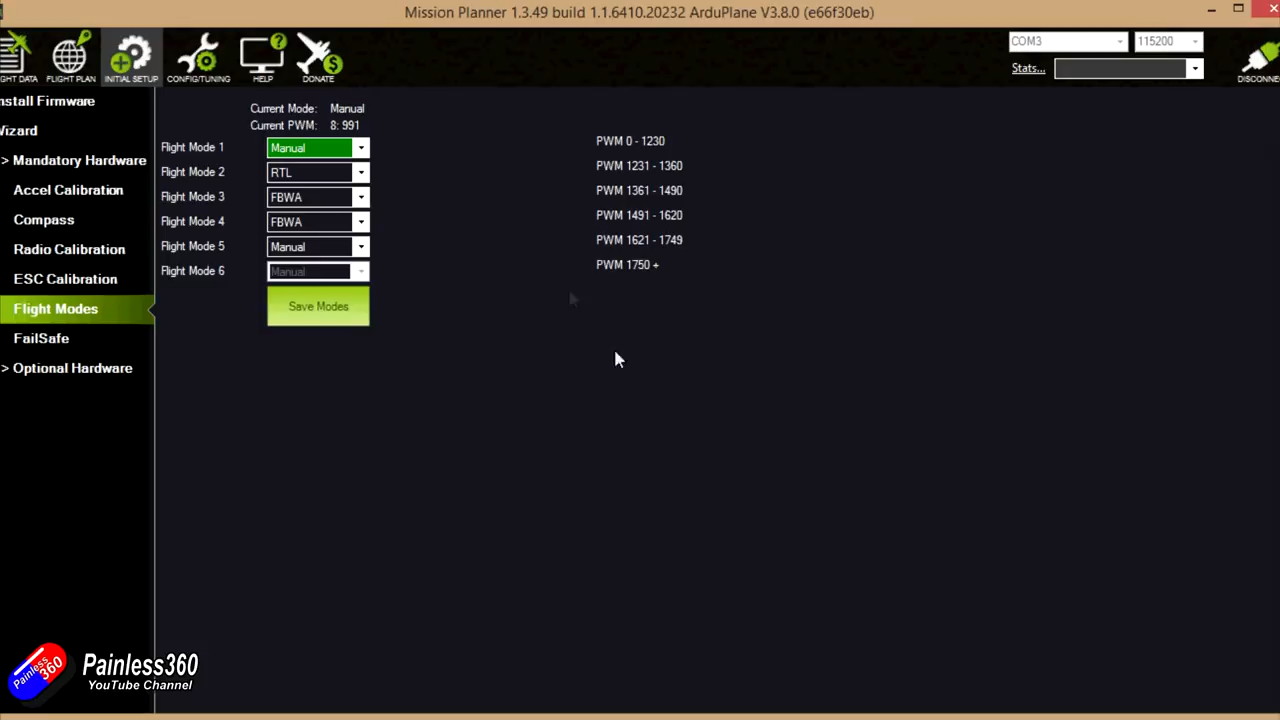 Mission Planner 1.3.49 build 1.1.6410.20232 ArduPlane V3.8.0 (e66f30eb)
GHT DATA
FLIGHT PLAN
INITIAL SETUP
CONFIG/TUNING
HELP
DONATE
COM3
115200
Stats...
DISCONNE
nstall Firmware
Wizard
> Mandatory Hardware
Accel Calibration
Compass
Radio Calibration
ESC Calibration
Flight Modes
FailSafe
> Optional Hardware
Current Mode: Manual
Current PWM: 8: 991
Flight Mode 1 Manual PWM 0 - 1230
Flight Mode 2 RTL PWM 1231 - 1360
Flight Mode 3 FBWA PWM 1361 - 1490
Flight Mode 4 FBWA PWM 1491 - 1620
Flight Mode 5 Manual PWM 1621 - 1749
Flight Mode 6 Manual PWM 1750 +
Save Modes
Painless360
Painless360
YouTube Channel